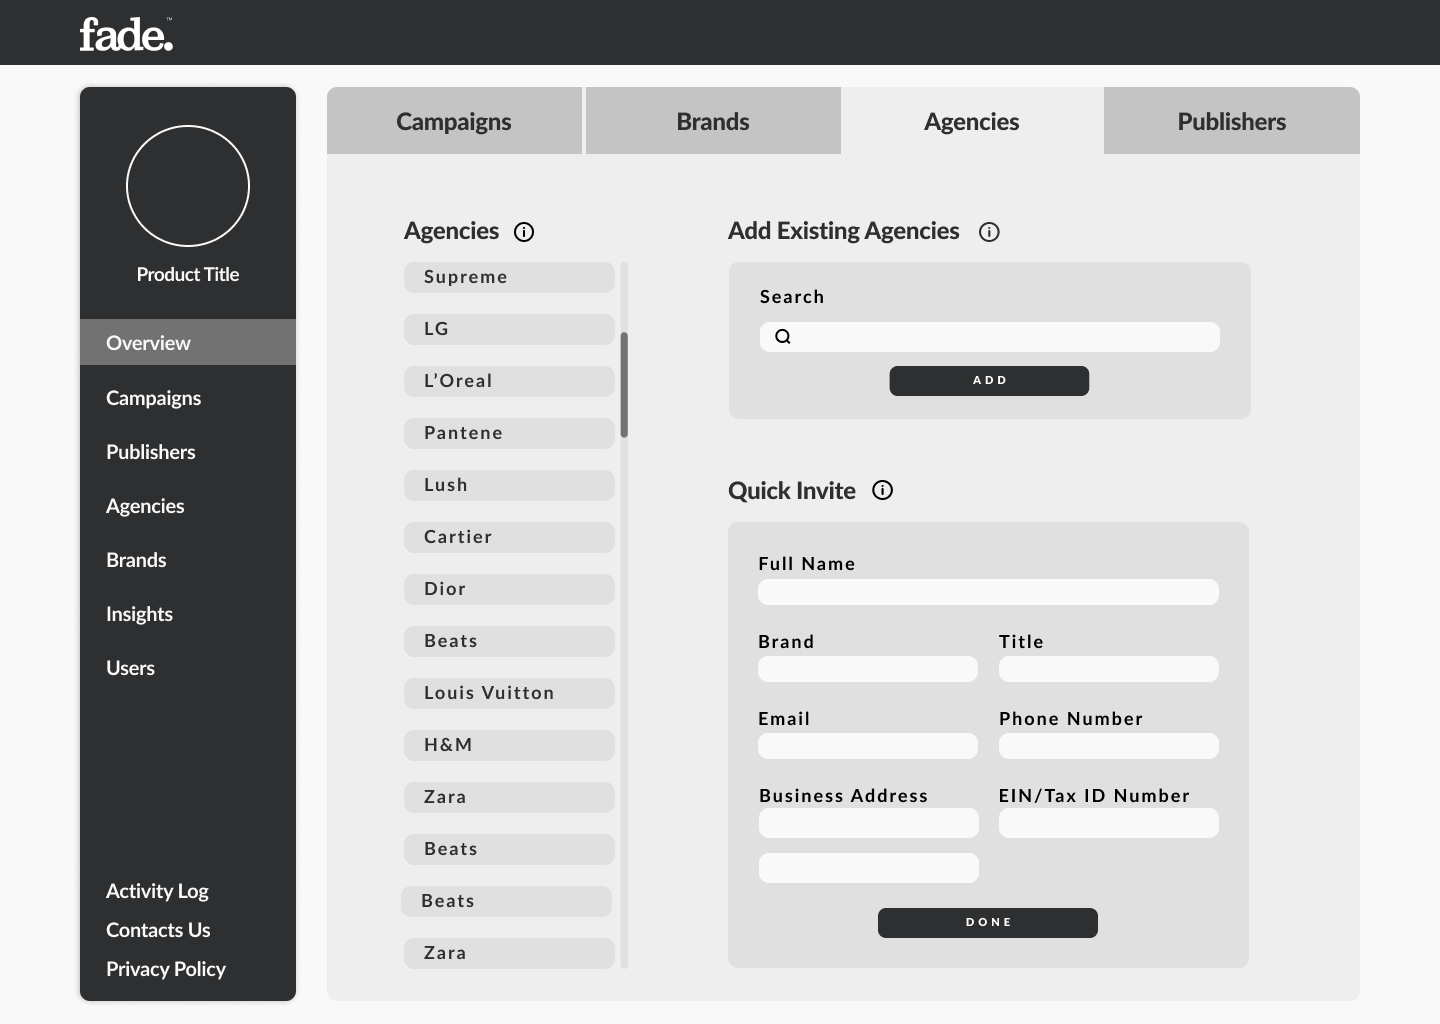 fade.™
Product Title
Overview
Campaigns
Publishers
Agencies
Brands
Insights
Users
Activity Log
Contacts Us
Privacy Policy
Campaigns
Brands
Agencies
Publishers
Agencies
Supreme
LG
L’Oreal
Pantene
Lush
Cartier
Dior
Beats
Louis Vuitton
H&M
Zara
Beats
Beats
Zara
Add Existing Agencies
Search
ADD
Quick Invite
Full Name
Brand
Title
Email
Phone Number
Business Address
EIN/Tax ID Number
DONE